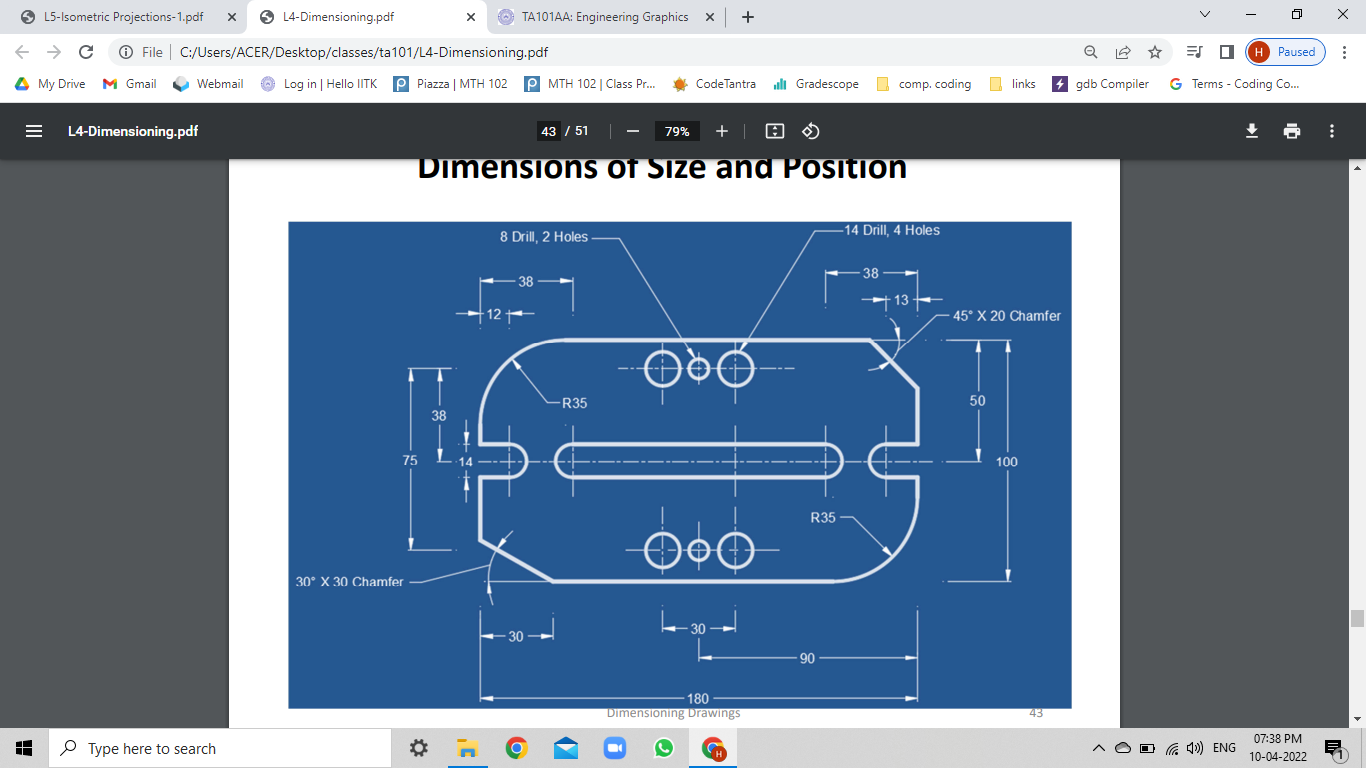 L5-Isometric Projections-1.pdf
L4-Dimensioning.pdf
TA101AA: Engineering Graphics
File
C:/Users/ACER/Desktop/classes/ta101/L4-Dimensioning.pdf
H Paused
My Drive
Gmail
Webmail
Log in | Hello IITK
Piazza | MTH 102
MTH 102 | Class Pr...
CodeTantra
Gradescope
comp. coding
links
gdb Compiler
Terms - Coding Co...
L4-Dimensioning.pdf
43 / 51
79%
Dimensions of Size and Position
8 Drill, 2 Holes
14 Drill, 4 Holes
38
38
12
13
45° X 20 Chamfer
R35
50
38
75
14
100
R35
30° X 30 Chamfer
30
30
90
180
Dimensioning Drawings
43
Type here to search
H
ENG
07:38 PM
10-04-2022
1